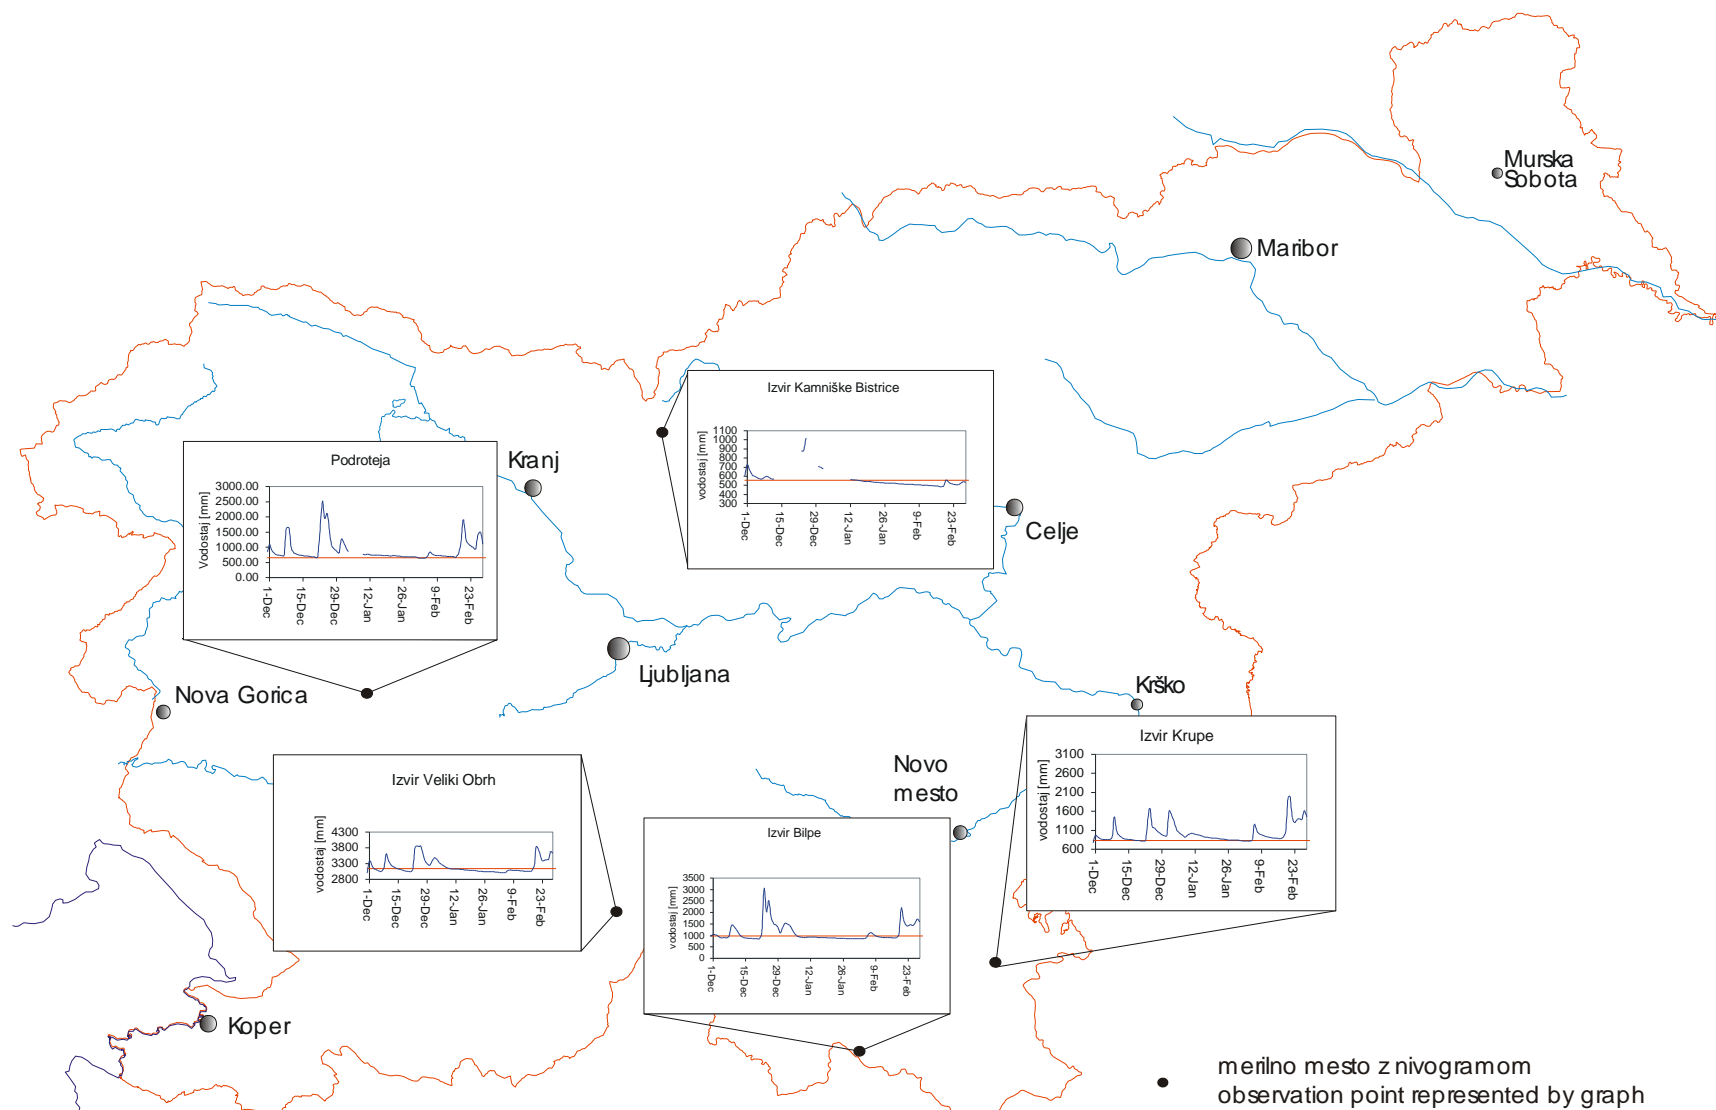 Murska
Sobota
Maribor
Izvir Kamniške Bistrice
vodostaj [mm]
1100
1000
900
800
700
600
500
400
300
1-Dec
15-Dec
29-Dec
12-Jan
26-Jan
9-Feb
23-Feb
Podroteja
Vodostaj [mm]
3000.00
2500.00
2000.00
1500.00
1000.00
500.00
0.00
1-Dec
15-Dec
29-Dec
12-Jan
26-Jan
9-Feb
23-Feb
Kranj
Celje
Ljubljana
Nova Gorica
Krško
Izvir Krupe
vodostaj [mm]
3100
2600
2100
1600
1100
600
1-Dec
15-Dec
29-Dec
12-Jan
26-Jan
9-Feb
23-Feb
Novo
mesto
Izvir Veliki Obrh
vodostaj [mm]
4300
3800
3300
2800
1-Dec
15-Dec
29-Dec
12-Jan
26-Jan
9-Feb
23-Feb
Izvir Bilpe
vodostaj [mm]
3500
3000
2500
2000
1500
1000
500
0
1-Dec
15-Dec
29-Dec
12-Jan
26-Jan
9-Feb
23-Feb
Koper
merilno mesto z nivogramom
observation point represented by graph